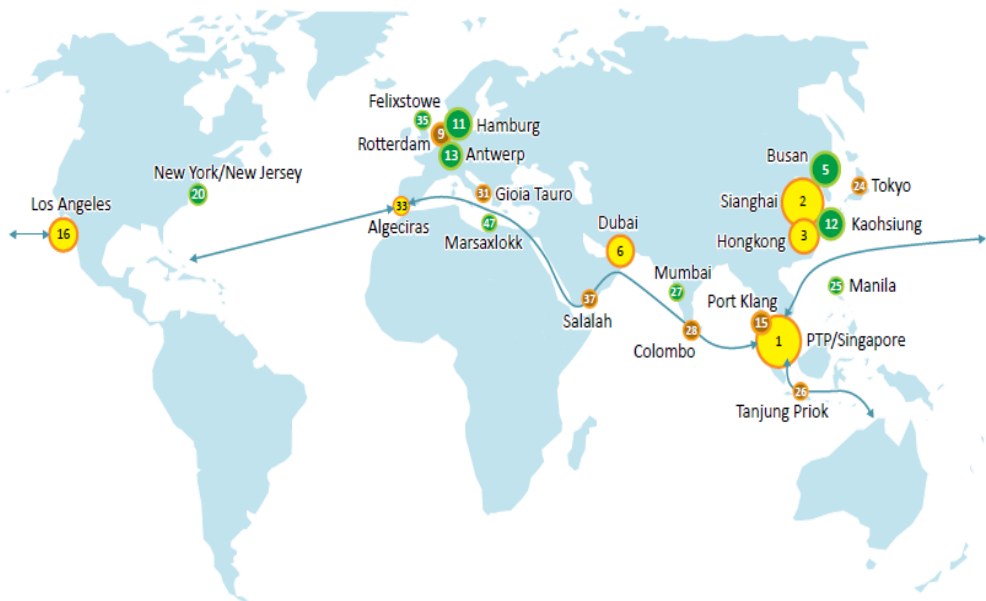 Felixstowe
35
11
Hamburg
9
Rotterdam
13
Antwerp
Busan
5
New York/New Jersey
20
24
Tokyo
31
Gioia Tauro
Sianghai
2
Los Angeles
16
33
Algeciras
47
Marsaxlokk
Dubai
6
12
Kaohsiung
Hongkong
3
Mumbai
27
25
Manila
37
Salalah
Port Klang
15
28
Colombo
1
PTP/Singapore
26
Tanjung Priok